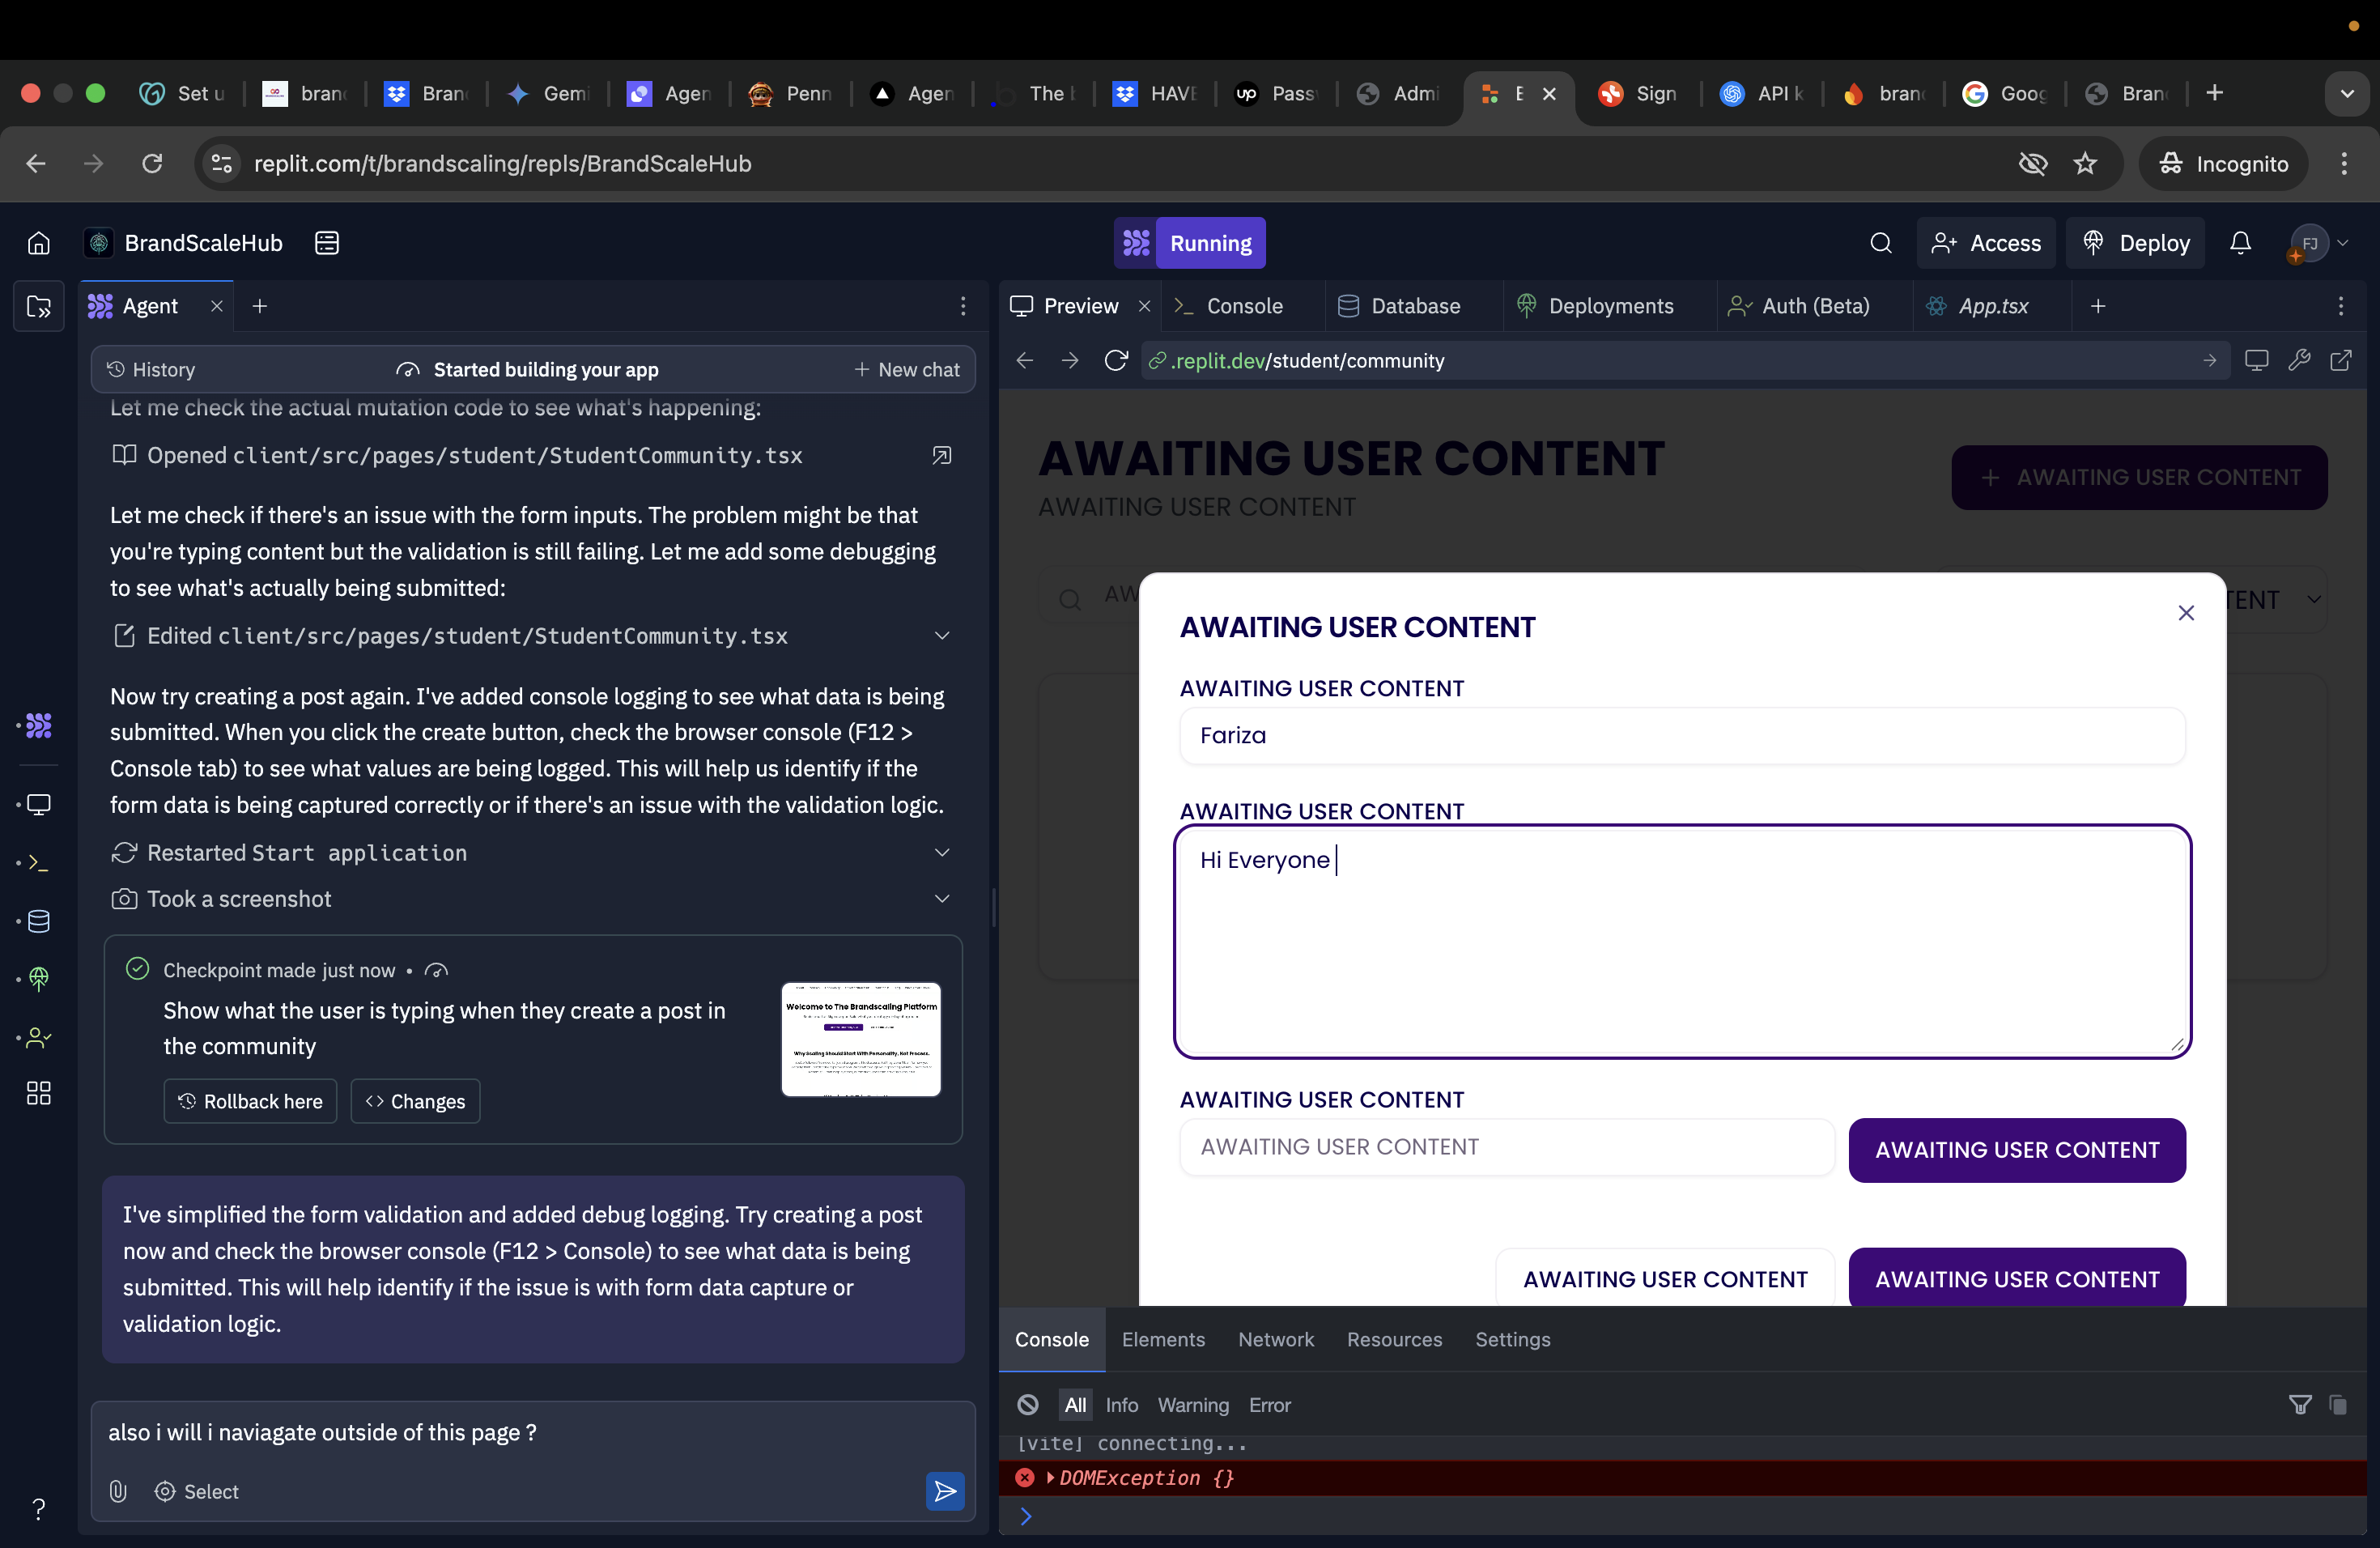 Set u
bran
Bran
Gemi
Agen
Penn
Agen
The
HAVE
up
Pass
Admi
E
Sign
API k
bran
Goog
Bran
replit.com/t/brandscaling/repls/BrandScaleHub
Incognito
BrandScaleHub
Running
Access
Deploy
FJ
Agent
History
Started building your app
New chat
Let me check the actual mutation code to see what's happening:
Opened client/src/pages/student/StudentCommunity.tsx
Let me check if there's an issue with the form inputs. The problem might be that
you're typing content but the validation is still failing. Let me add some debugging
to see what's actually being submitted:
Edited client/src/pages/student/StudentCommunity.tsx
Now try creating a post again. I've added console logging to see what data is being
submitted. When you click the create button, check the browser console (F12 >
Console tab) to see what values are being logged. This will help us identify if the
form data is being captured correctly or if there's an issue with the validation logic.
Restarted Start application
Took a screenshot
Checkpoint made just now •
Show what the user is typing when they create a post in
the community
Welcome to The Brandscaling Platform
Why Scaling Should Start With Personality, Not Process.
Rollback here
<> Changes
I've simplified the form validation and added debug logging. Try creating a post
now and check the browser console (F12 > Console) to see what data is being
submitted. This will help identify if the issue is with form data capture or
validation logic.
also i will i naviagate outside of this page ?
Select
?
Preview
Console
Database
Deployments
Auth (Beta)
App.tsx
.replit.dev/student/community
AWAITING USER CONTENT
AWAITING USER CONTENT
+ AWAITING USER CONTENT
AW
TENT
AWAITING USER CONTENT
AWAITING USER CONTENT
Fariza
AWAITING USER CONTENT
Hi Everyone
AWAITING USER CONTENT
AWAITING USER CONTENT
AWAITING USER CONTENT
AWAITING USER CONTENT
AWAITING USER CONTENT
Console
Elements
Network
Resources
Settings
All
Info
Warning
Error
[vite] connecting...
DOMException {}